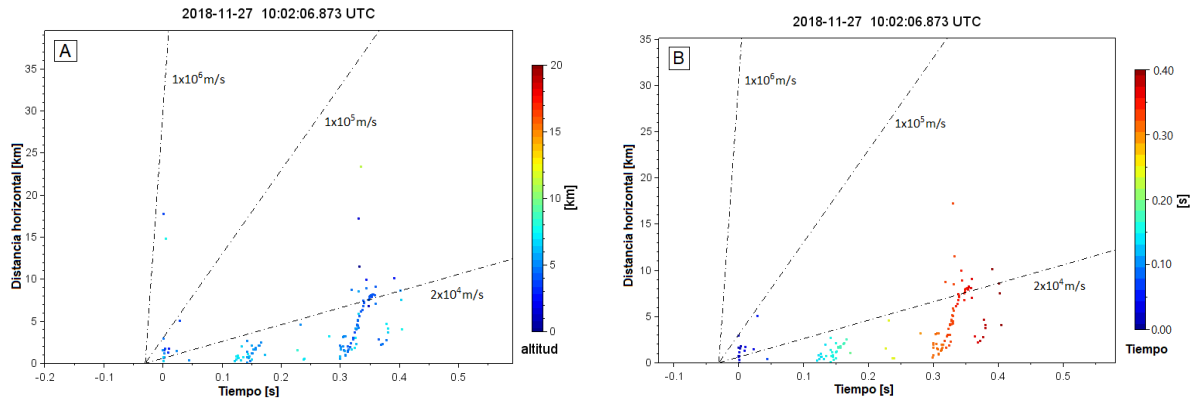 2018-11-27 10:02:06.873 UTC
A
1x10⁶m/s
1x10⁵m/s
2x10⁴m/s
Distancia horizontal [km]
35
30
25
20
15
10
5
0
-0.2
-0.1
0
0.1
0.2
0.3
0.4
0.5
Tiempo [s]
20
15
10
5
0
[km]
altitud
2018-11-27 10:02:06.873 UTC
B
1x10⁶m/s
1x10⁵m/s
2x10⁴m/s
Distancia horizontal [km]
35
30
25
20
15
10
5
0
-0.1
0
0.1
0.2
0.3
0.4
0.5
Tiempo [s]
0.40
0.30
0.20
0.10
0.00
[s]
Tiempo